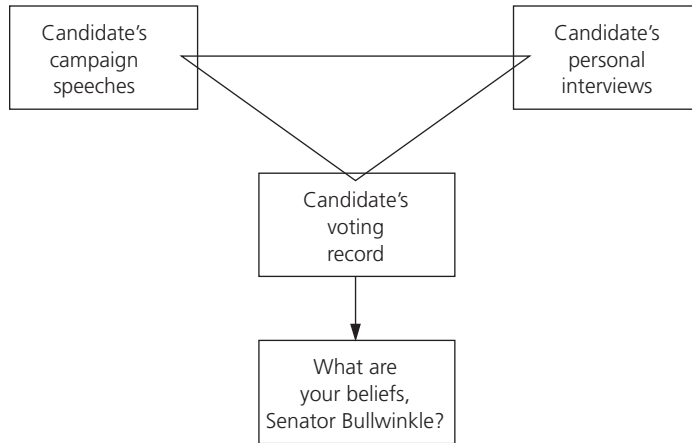 Candidate’s
campaign
speeches
Candidate’s
personal
interviews
Candidate’s
voting
record
What are
your beliefs,
Senator Bullwinkle?